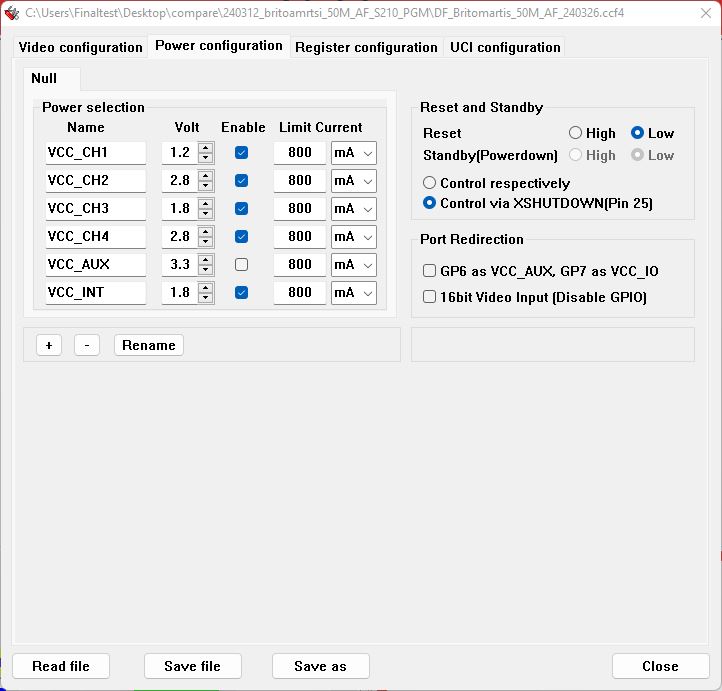 C:\Users\Finaltest\Desktop\compare\240312_britoamrtsi_50M_AF_S210_PGM\DF_Britomartis_50M_AF_240326.ccf4
Video configuration Power configuration Register configuration UCI configuration
Null
Power selection
Name Volt Enable Limit Current
VCC_CH1 1.2 800 mA
VCC_CH2 2.8 800 mA
VCC_CH3 1.8 800 mA
VCC_CH4 2.8 800 mA
VCC_AUX 3.3 800 mA
VCC_INT 1.8 800 mA
+ - Rename
Reset and Standby
Reset High Low
Standby(Powerdown) High Low
Control respectively
Control via XSHUTDOWN(Pin 25)
Port Redirection
GP6 as VCC_AUX, GP7 as VCC_IO
16bit Video Input (Disable GPIO)
Read file Save file Save as Close